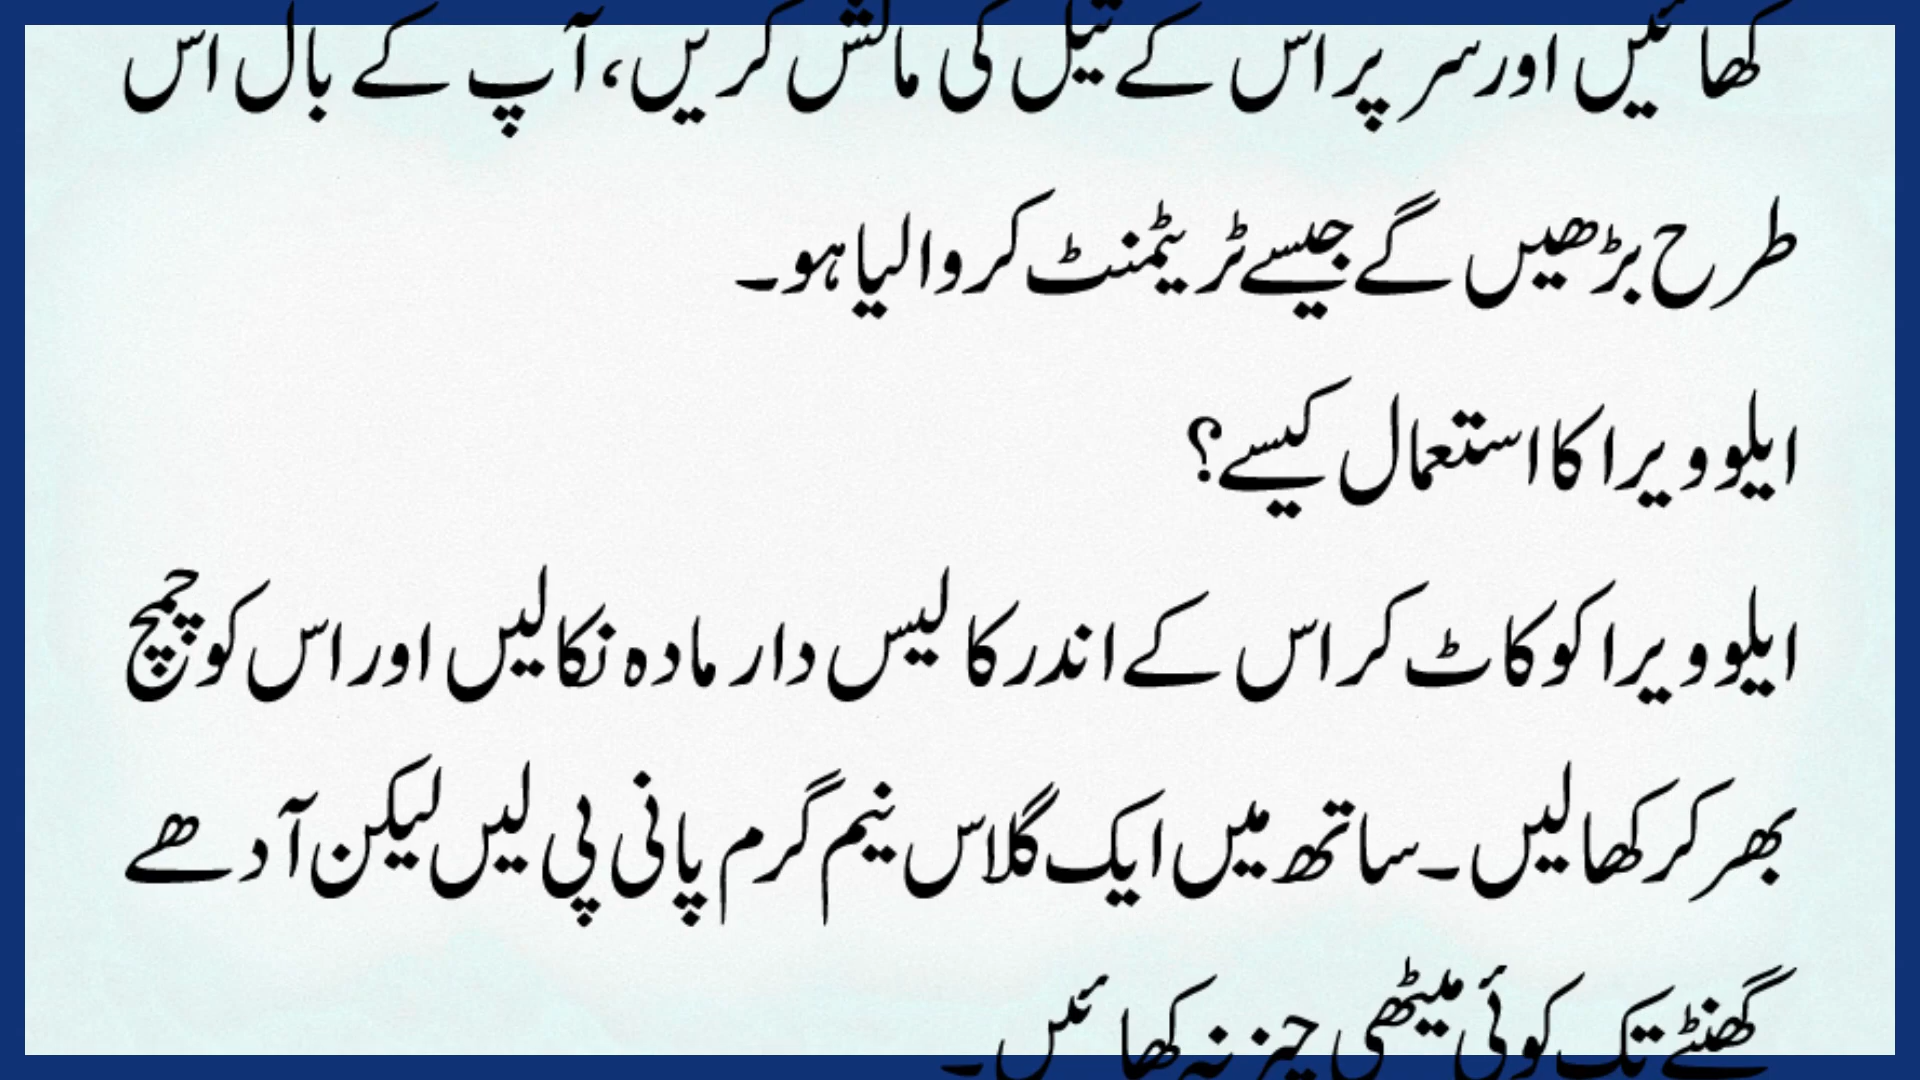 کھائیں اور سر پر اس کے تیل کی مالش کریں، آپ کے بال اس
طرح بڑھیں گے جیسے ٹریٹمنٹ کروا لیا ہو۔
ایلوویرا کا استعمال کیسے؟
ایلوویرا کو کاٹ کر اس کے اندر کا لیس دار مادہ نکالیں اور اس کو چمچ
بھر کر کھالیں۔ ساتھ میں ایک گلاس نیم گرم پانی پی لیں لیکن آدھے
گھنٹے تک کوئی میٹھی چیز نہ کھائیں۔